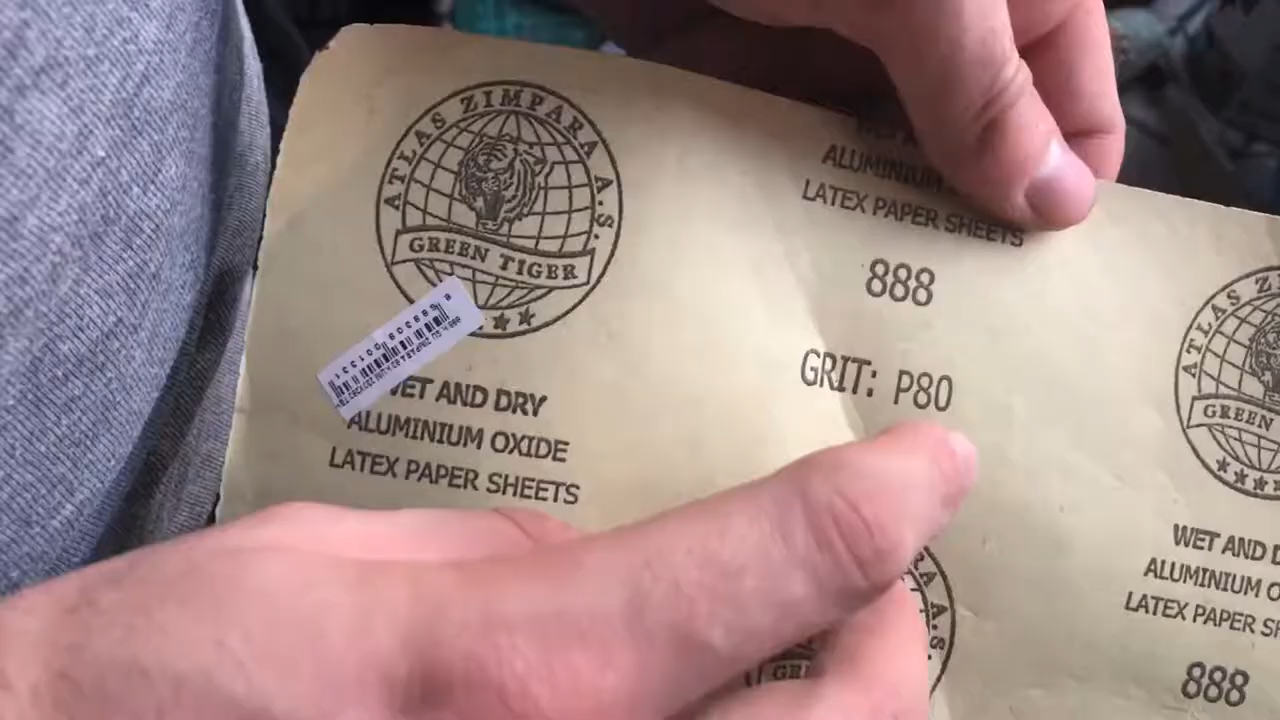 ATLAS ZIMPARA A.S.
GREEN TIGER
WET AND DRY
ALUMINIUM OXIDE
LATEX PAPER SHEETS
ALUMINIUM
LATEX PAPER SHEETS
888
GRIT: P80
ATLAS
GREEN
WET AND
ALUMINIUM
LATEX PAPER
888
A.S.